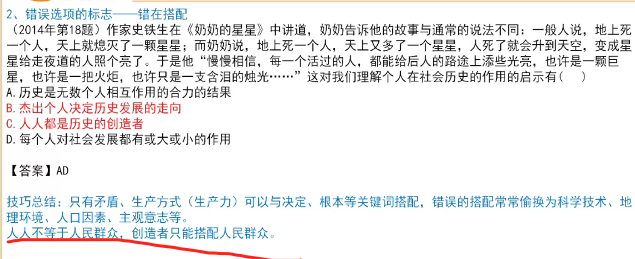 2、错误选项的标志——错在搭配
（2014年第18题）作家史铁生在《奶奶的星星》中讲道，奶奶告诉他的故事与通常的说法不同：一般人说，地上死
一个人，天上就熄灭了一颗星星；而奶奶说，地上死一个人，天上又多了一个星星，人死了就会升到天空，变成星
星给走夜道的人照个亮了。于是他“慢慢相信，每一个活过的人，都能给后人的路途上添些光亮，也许是一颗巨
星，也许是一把火炬，也许只是一支含泪的烛光……”这对我们理解个人在社会历史的作用的启示有(  )
A.历史是无数个人相互作用的合力的结果
B.杰出个人决定历史发展的走向
C.人人都是历史的创造者
D.每个人对社会发展都有或大或小的作用
【答案】AD
技巧总结：只有矛盾、生产方式（生产力）可以与决定、根本等关键词搭配，错误的搭配常常偷换为科学技术、地
理环境、人口因素、主观意志等。
人人不等于人民群众，创造者只能搭配人民群众。